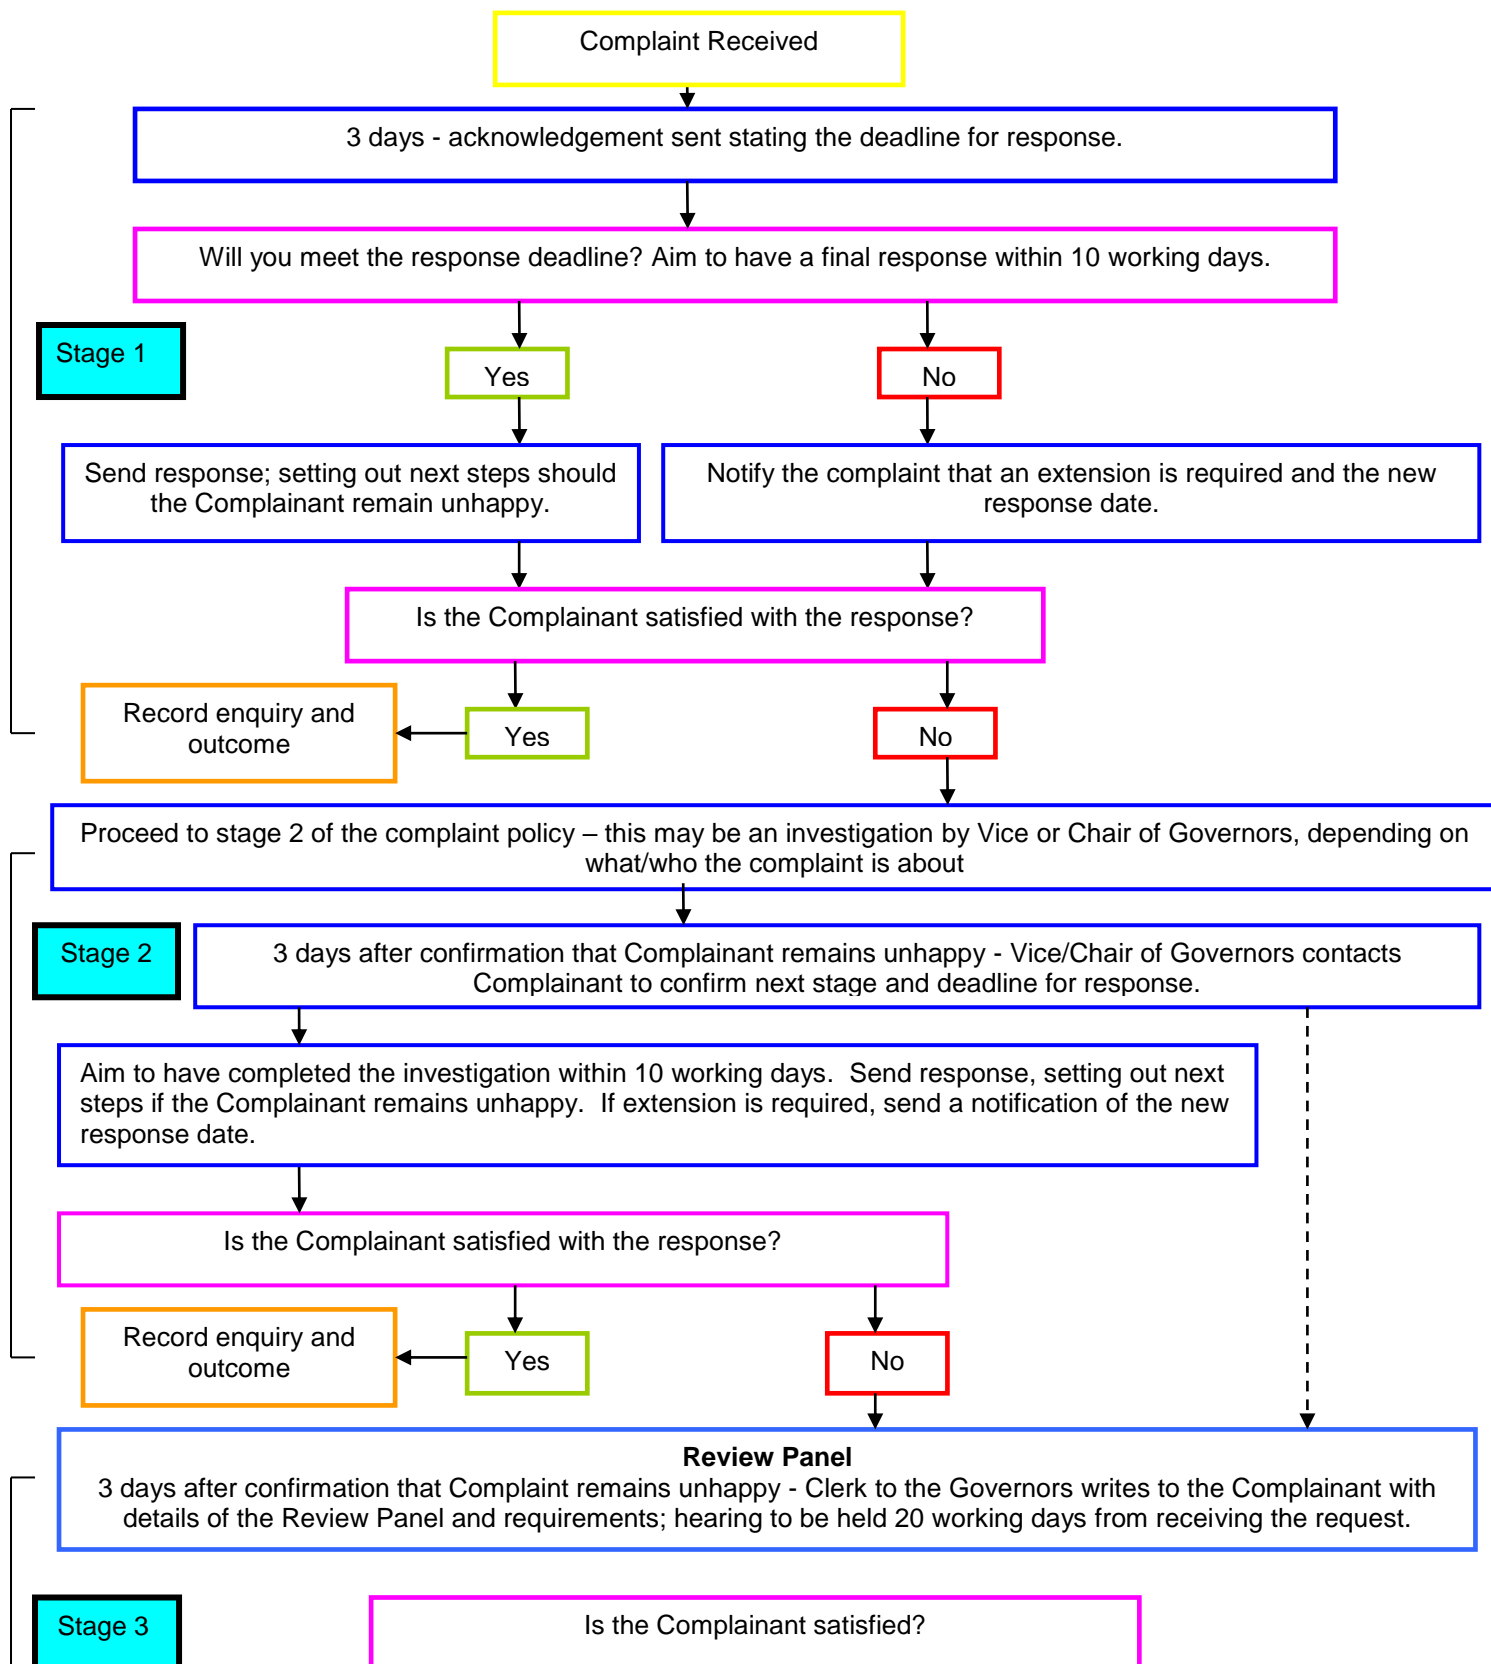 Complaint Received
3 days - acknowledgement sent stating the deadline for response.
Will you meet the response deadline? Aim to have a final response within 10 working days.
Stage 1
Yes
No
Send response; setting out next steps should
the Complainant remain unhappy.
Notify the complaint that an extension is required and the new
response date.
Is the Complainant satisfied with the response?
Record enquiry and
outcome
Yes
No
Proceed to stage 2 of the complaint policy – this may be an investigation by Vice or Chair of Governors, depending on
what/who the complaint is about
Stage 2
3 days after confirmation that Complainant remains unhappy - Vice/Chair of Governors contacts
Complainant to confirm next stage and deadline for response.
Aim to have completed the investigation within 10 working days.  Send response, setting out next
steps if the Complainant remains unhappy.  If extension is required, send a notification of the new
response date.
Is the Complainant satisfied with the response?
Record enquiry and
outcome
Yes
No
Review Panel
3 days after confirmation that Complaint remains unhappy - Clerk to the Governors writes to the Complainant with
details of the Review Panel and requirements; hearing to be held 20 working days from receiving the request.
Stage 3
Is the Complainant satisfied?